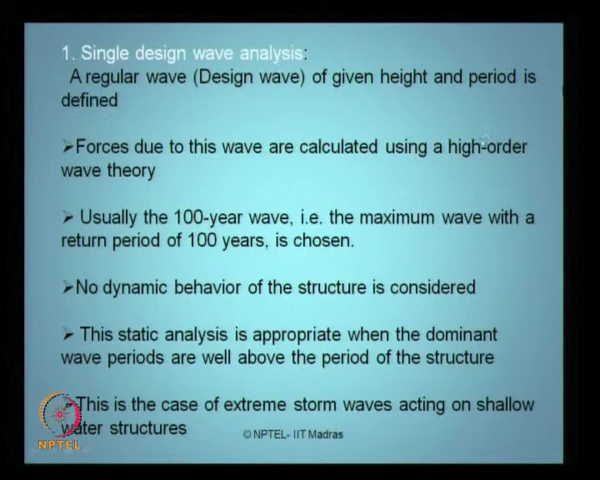 1. Single design wave analysis:
A regular wave (Design wave) of given height and period is
defined
➢Forces due to this wave are calculated using a high-order
wave theory
➢ Usually the 100-year wave, i.e. the maximum wave with a
return period of 100 years, is chosen.
➢No dynamic behavior of the structure is considered
➢ This static analysis is appropriate when the dominant
wave periods are well above the period of the structure
➢This is the case of extreme storm waves acting on shallow
water structures
NPTEL
© NPTEL- IIT Madras